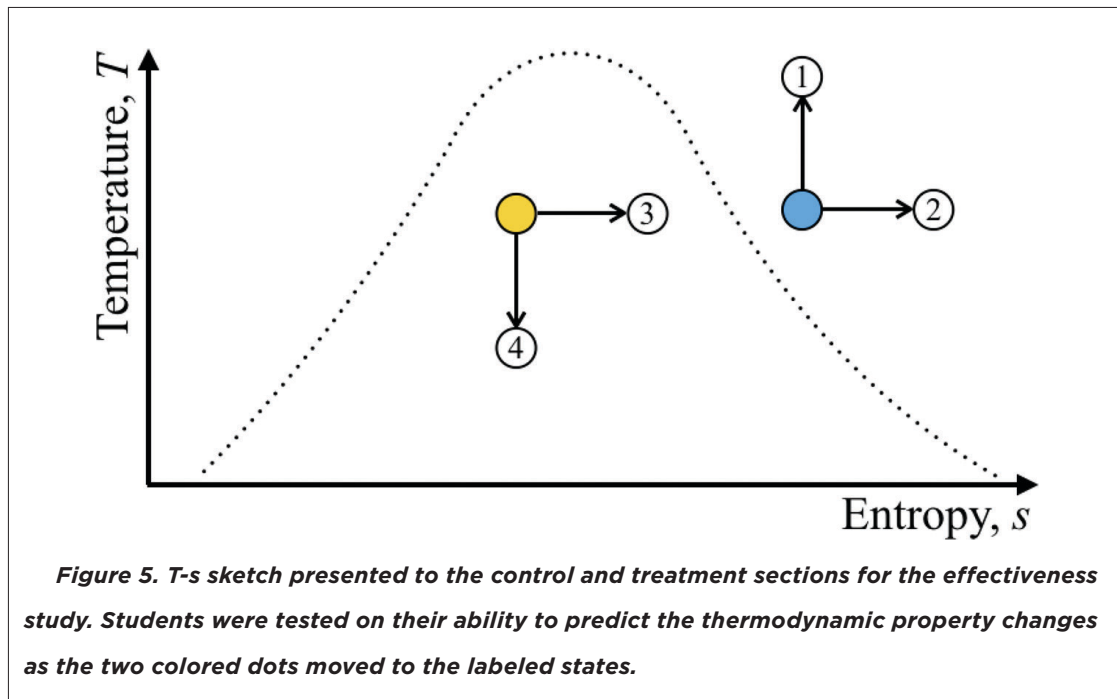 Temperature, T
1
2
3
4
Entropy, s
Figure 5. T-s sketch presented to the control and treatment sections for the effectiveness
study. Students were tested on their ability to predict the thermodynamic property changes
as the two colored dots moved to the labeled states.